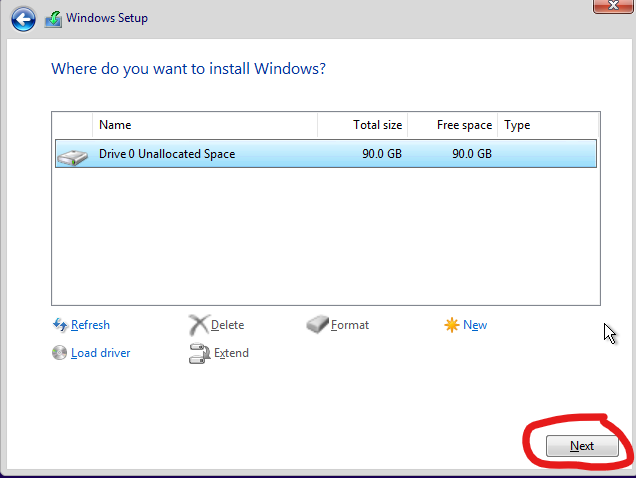 Windows Setup
Where do you want to install Windows?
Name Total size Free space Type
Drive 0 Unallocated Space 90.0 GB 90.0 GB
Refresh Delete Format New
Load driver Extend
Next